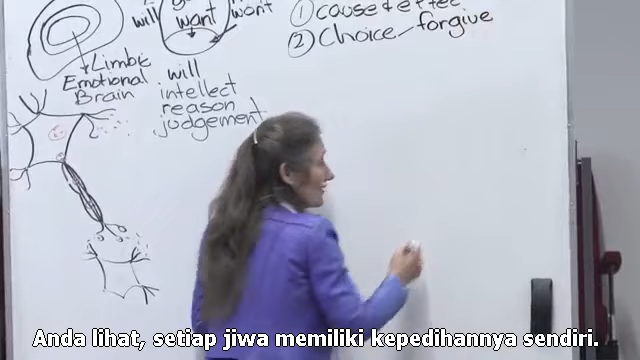 will
want
won't
① cause & effec
② Choice - forgive
Limbic
Emotional
Brain
will
intellect
reason
judgement
Anda lihat, setiap jiwa memiliki kepedihannya sendiri.